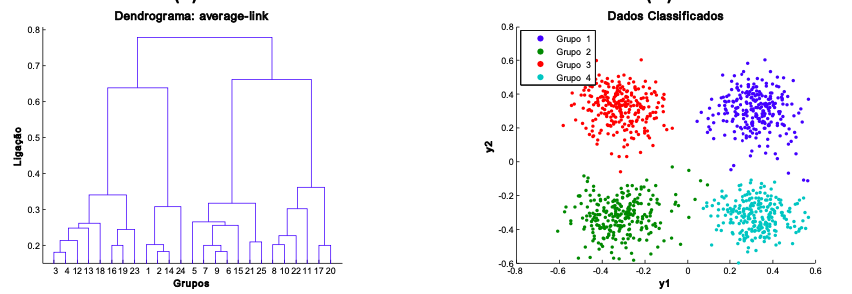 Dendrograma: average-link
0.8
0.7
0.6
0.5
0.4
0.3
0.2
Ligação
3 4 12 13 18 16 19 23 1 2 14 24 5 7 9 6 15 21 25 8 10 22 11 17 20
Grupos
Dados Classificados
0.8
0.6
0.4
0.2
0
-0.2
-0.4
-0.6
y2
Grupo 1
Grupo 2
Grupo 3
Grupo 4
-0.8 -0.6 -0.4 -0.2 0 0.2 0.4 0.6
y1